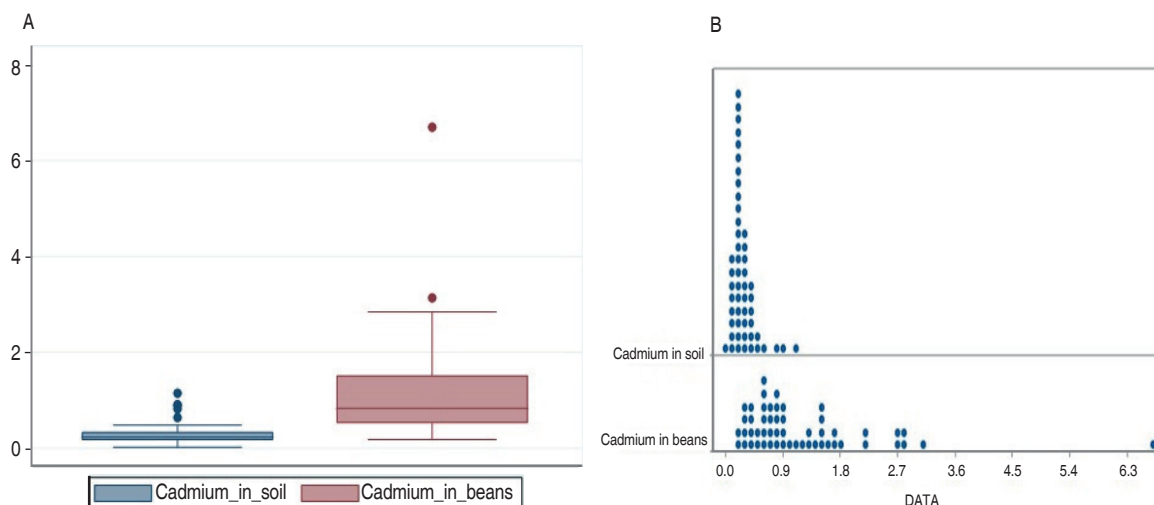 A
8
6
4
2
0
Cadmium_in_soil Cadmium_in_beans
B
Cadmium in soil
Cadmium in beans
0.0 0.9 1.8 2.7 3.6 4.5 5.4 6.3
DATA